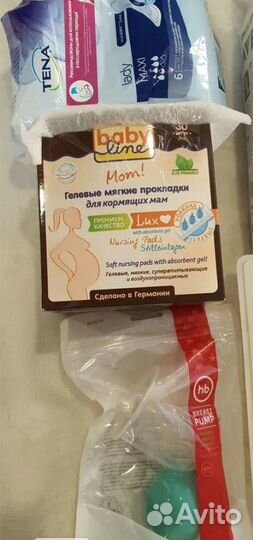 TENA
lady
MAXI
6
baby
line
Mom!
ECO FRIENDLY
Гелевые мягкие прокладки
для кормящих мам
ПРЕМИУМ
КАЧЕСТВО
Lux
with absorbent gel
НОВИНКА
Nursing Pads
Stilleinlagen
Soft nursing pads with absorbent gel!
Гелевые, мягкие, супервпитывающие
и воздухопроницаемые
Сделано в Германии
hb
BREAST
PUMP
Avito